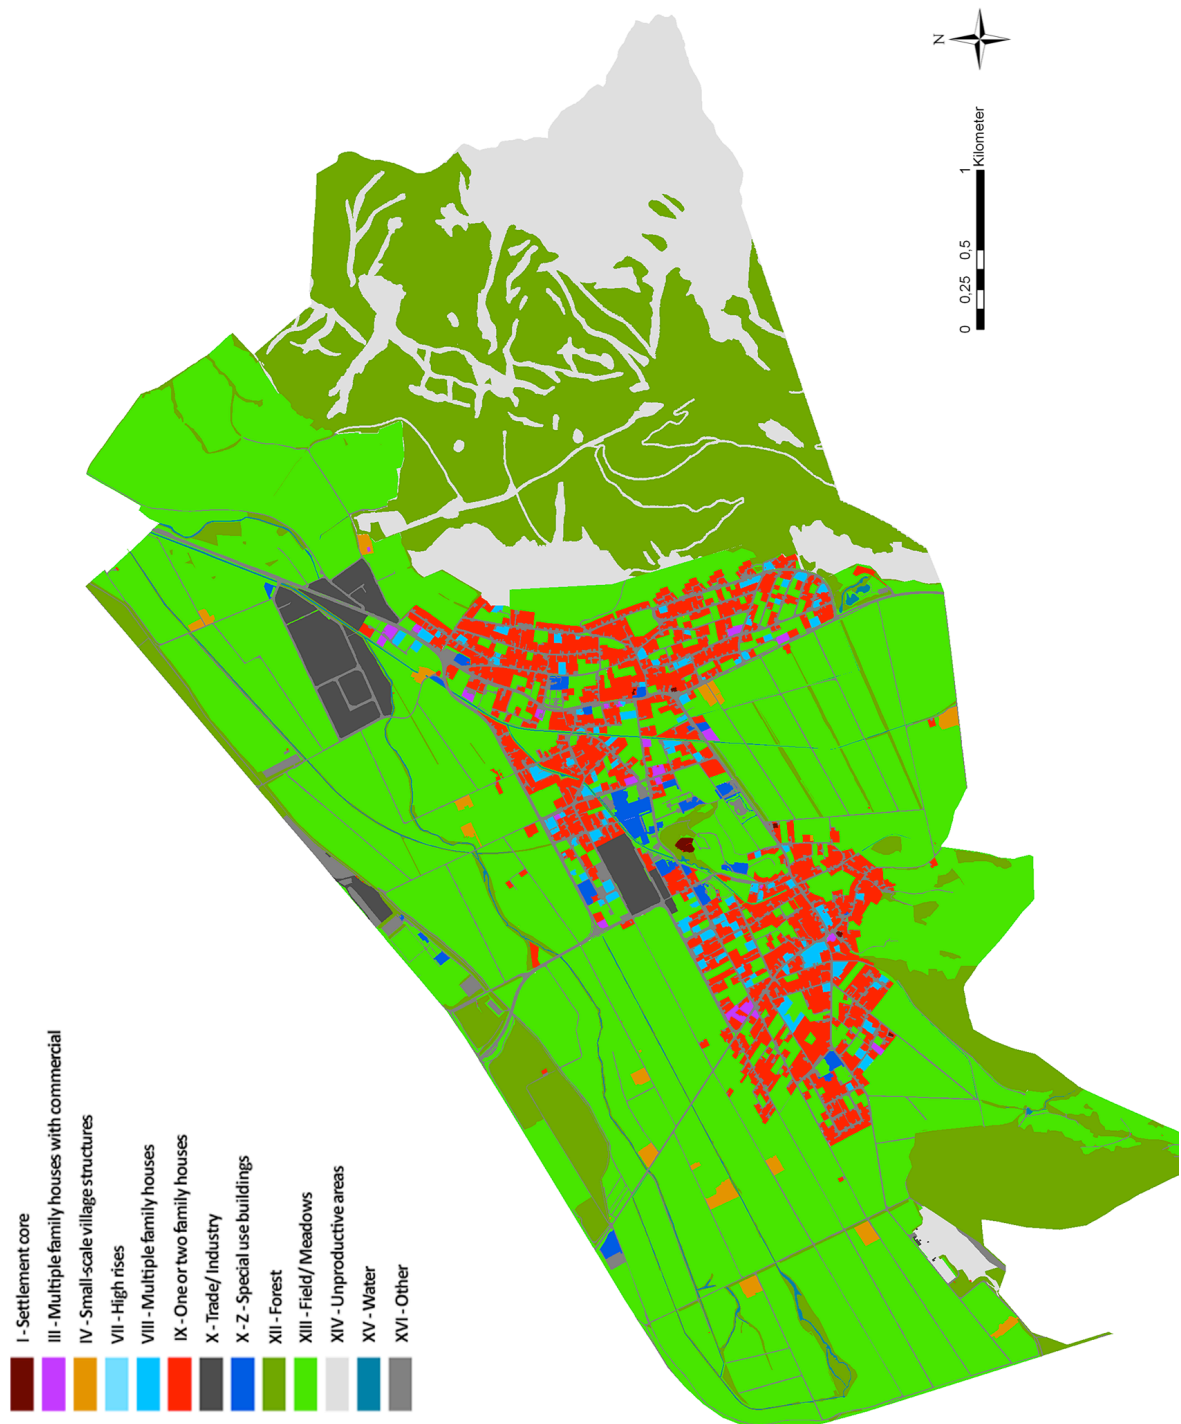 I - Settlement core
III - Multiple family houses with commercial
IV - Small-scale village structures
VII - High rises
VIII - Multiple family houses
IX - One or two family houses
X - Trade/ Industry
X - Z - Special use buildings
XII - Forest
XIII - Field/ Meadows
XIV - Unproductive areas
XV - Water
XVI - Other
N
0 0,25 0,5 1
Kilometer